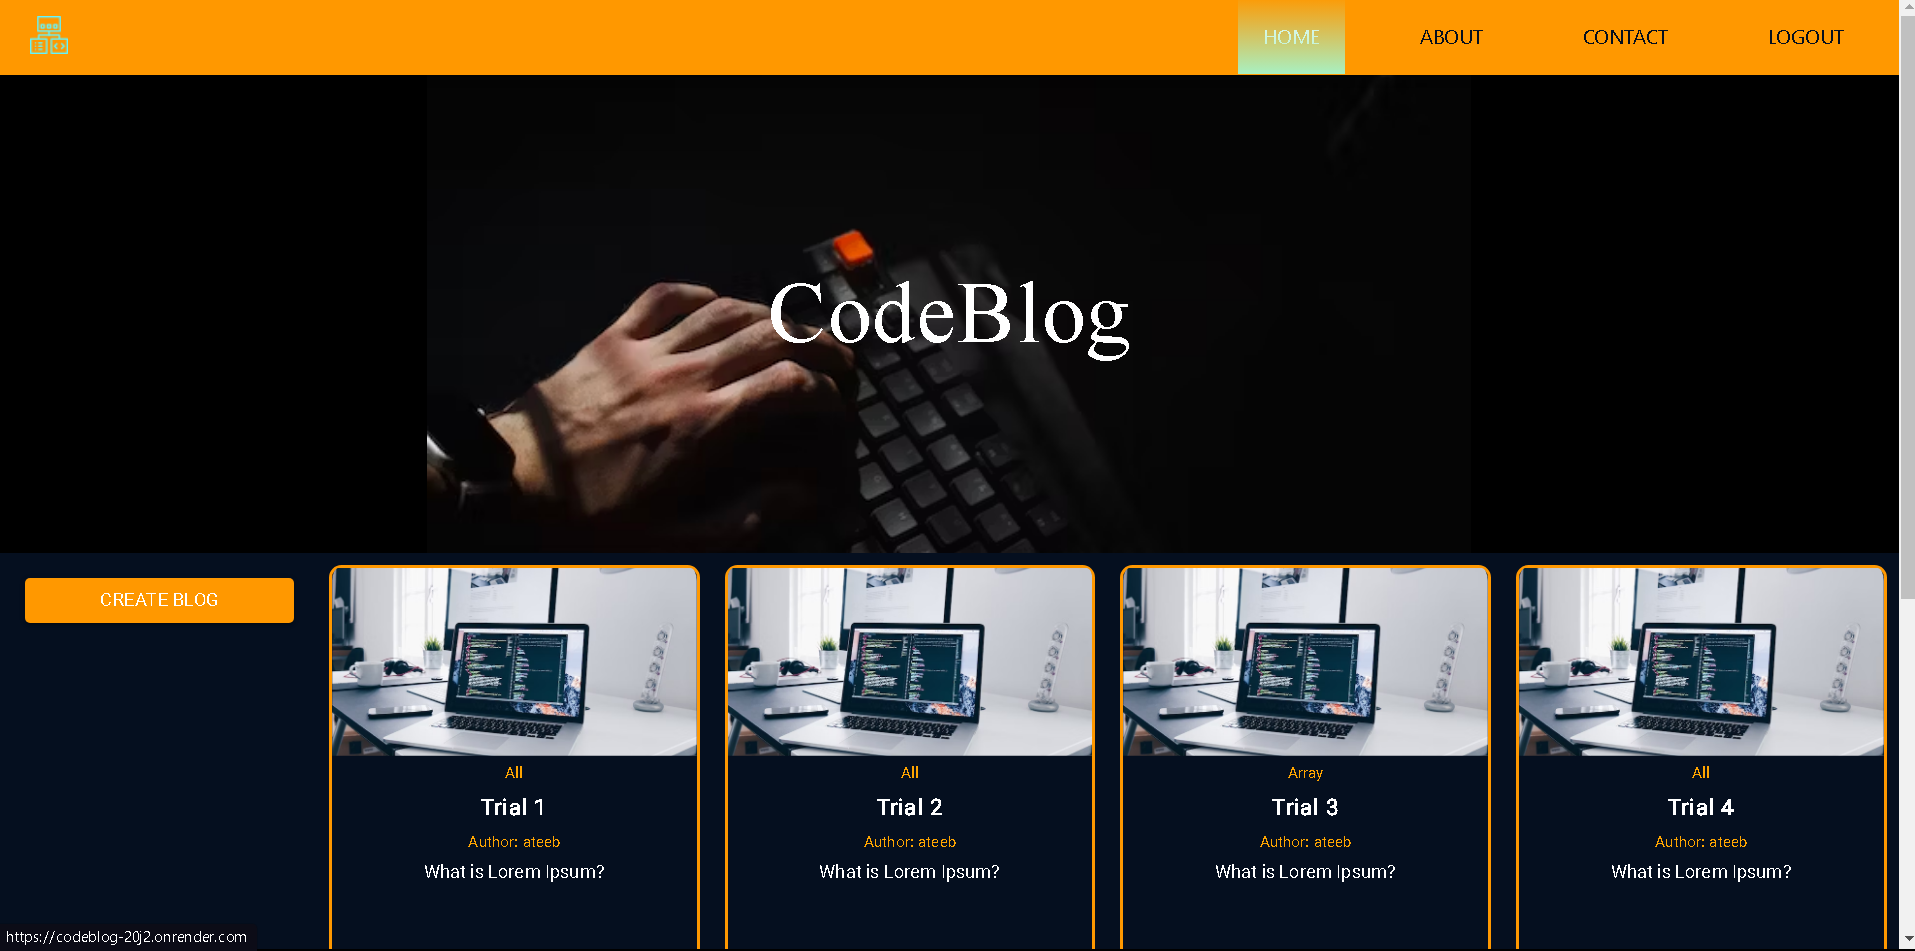 HOME ABOUT CONTACT LOGOUT
CodeBlog
CREATE BLOG
All
Trial 1
Author: ateeb
What is Lorem Ipsum?
All
Trial 2
Author: ateeb
What is Lorem Ipsum?
Array
Trial 3
Author: ateeb
What is Lorem Ipsum?
All
Trial 4
Author: ateeb
What is Lorem Ipsum?
https://codeblog-20j2.onrender.com